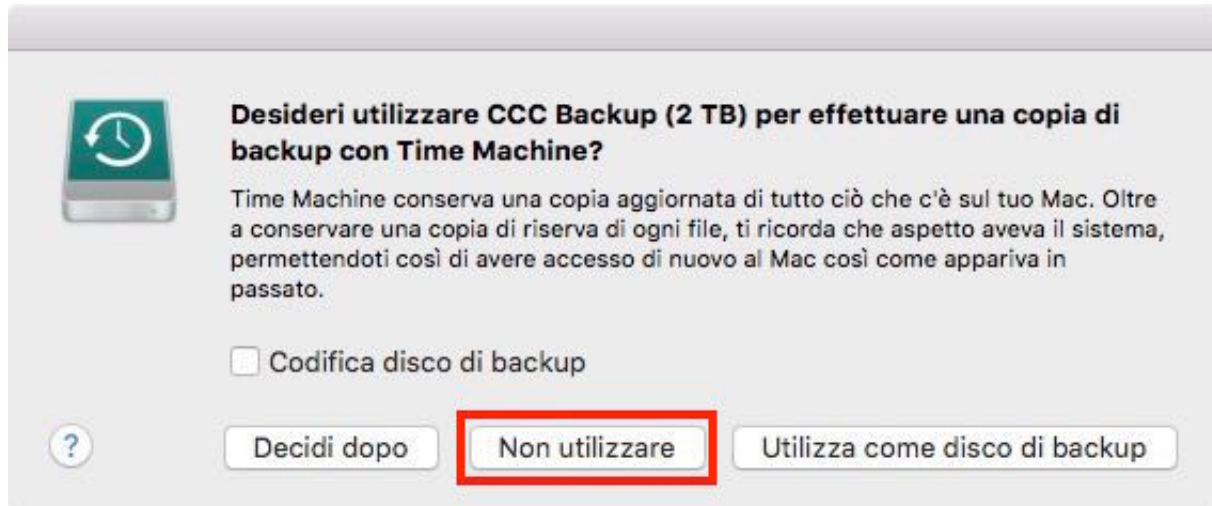 Desideri utilizzare CCC Backup (2 TB) per effettuare una copia di
backup con Time Machine?
Time Machine conserva una copia aggiornata di tutto ciò che c'è sul tuo Mac. Oltre
a conservare una copia di riserva di ogni file, ti ricorda che aspetto aveva il sistema,
permettendoti così di avere accesso di nuovo al Mac così come appariva in
passato.
Codifica disco di backup
? Decidi dopo Non utilizzare Utilizza come disco di backup